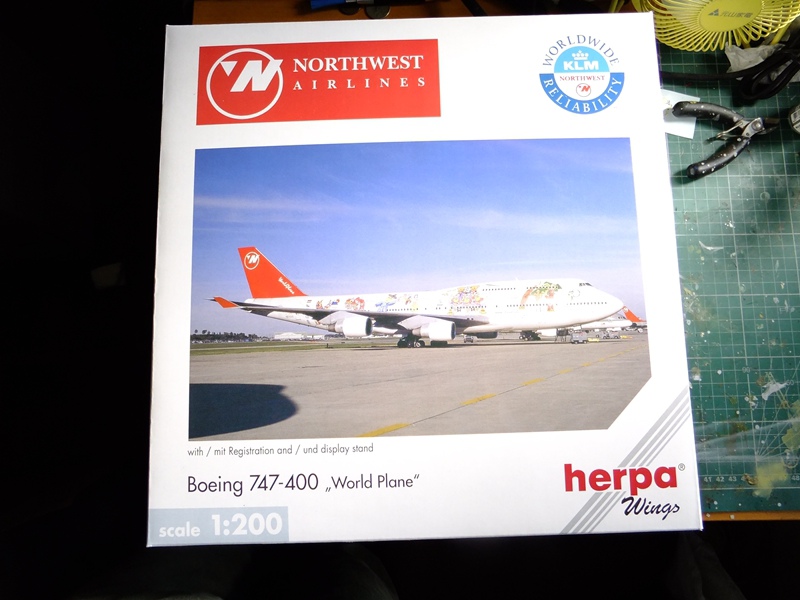 NORTHWEST
AIRLINES
WORLDWIDE
KLM
NORTHWEST
RELIABILITY
with / mit Registration and / und display stand
Boeing 747-400 „World Plane“
herpa®
Wings
scale 1:200